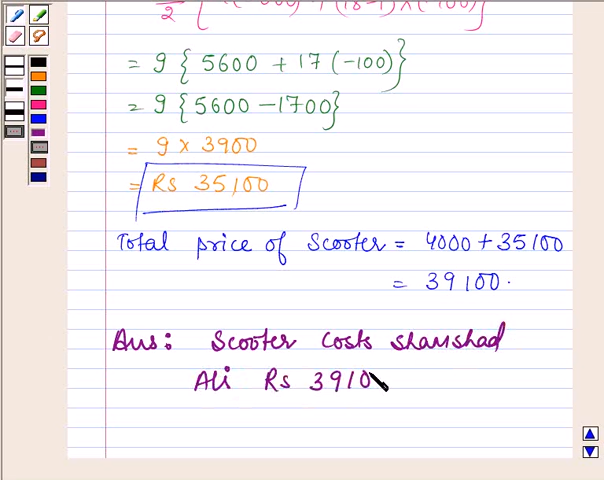 = 9 { 5600 + 17 (-100)}
= 9 { 5600 - 1700}
= 9 x 3900
= Rs 35100
Total price of Scooter = 4000 + 35100
= 39100.
Ans: Scooter costs shamshad
Ali Rs 3910